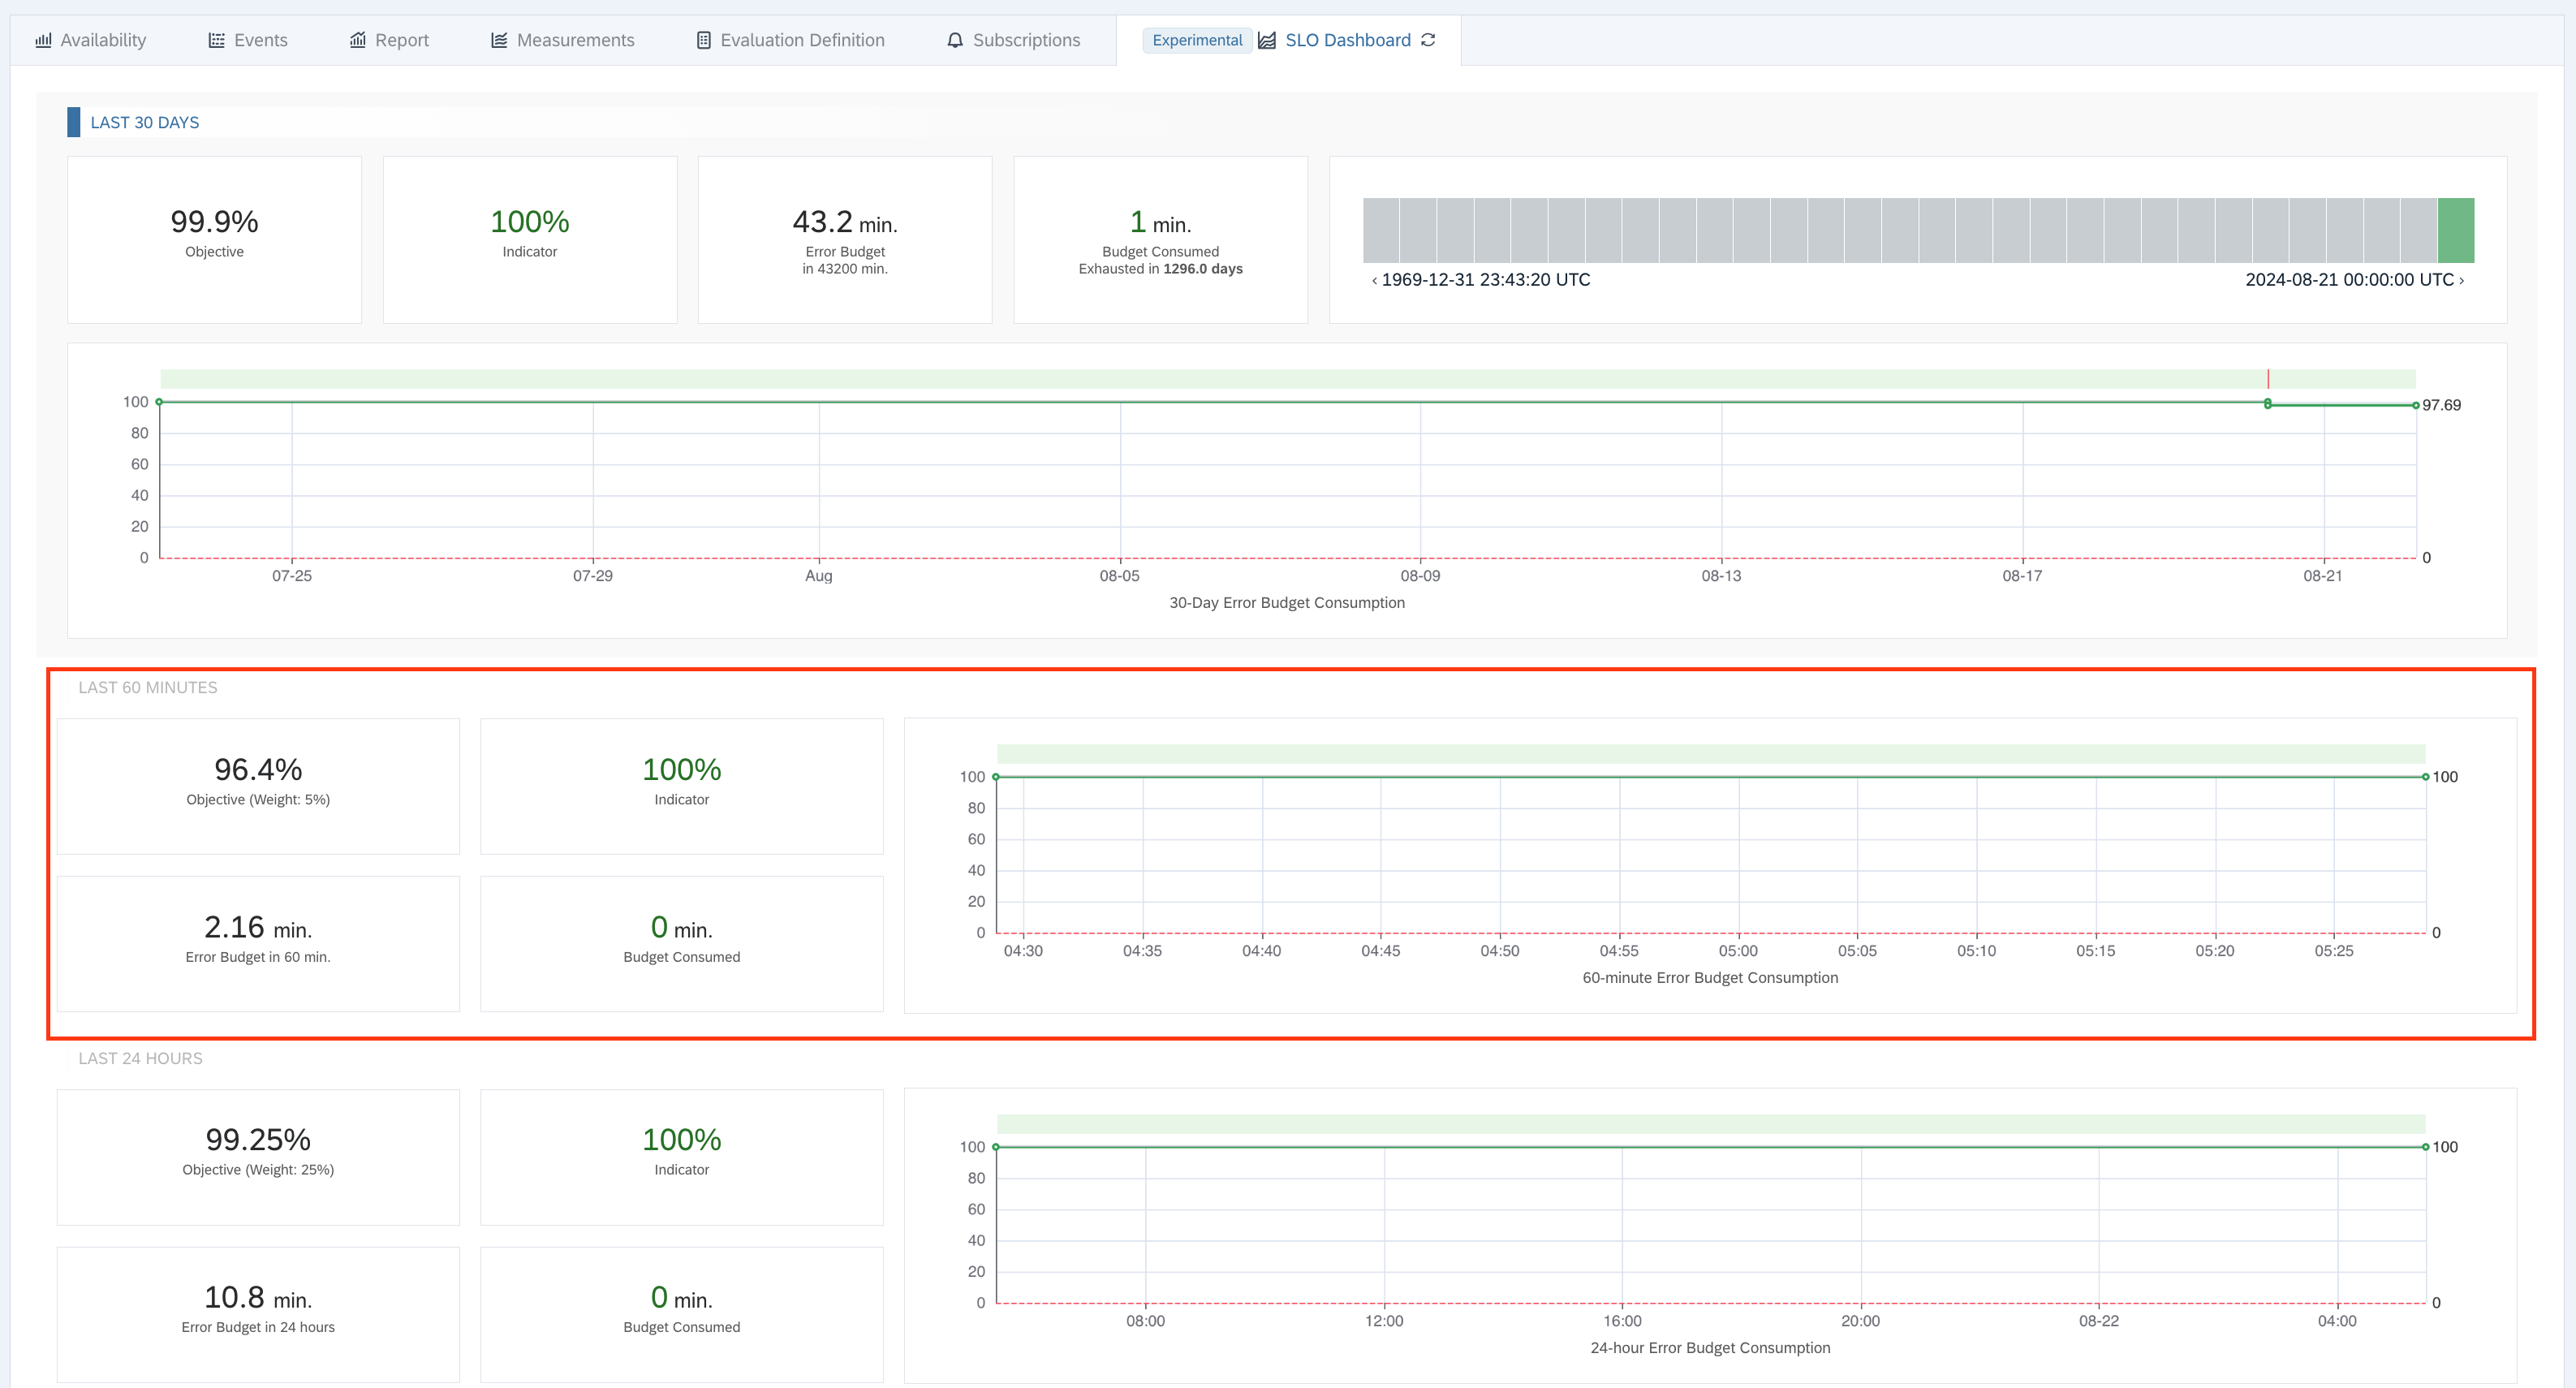 Availability Events Report Measurements Evaluation Definition Subscriptions Experimental SLO Dashboard
LAST 30 DAYS
99.9%
Objective
100%
Indicator
43.2 min.
Error Budget
in 43200 min.
1 min.
Budget Consumed
Exhausted in 1296.0 days
‹ 1969-12-31 23:43:20 UTC
2024-08-21 00:00:00 UTC ›
100
80
60
40
20
0
97.69
0
07-25 07-29 Aug 08-05 08-09 08-13 08-17 08-21
30-Day Error Budget Consumption
LAST 60 MINUTES
96.4%
Objective (Weight: 5%)
100%
Indicator
2.16 min.
Error Budget in 60 min.
0 min.
Budget Consumed
100
80
60
40
20
0
100
0
04:30 04:35 04:40 04:45 04:50 04:55 05:00 05:05 05:10 05:15 05:20 05:25
60-minute Error Budget Consumption
LAST 24 HOURS
99.25%
Objective (Weight: 25%)
100%
Indicator
10.8 min.
Error Budget in 24 hours
0 min.
Budget Consumed
100
80
60
40
20
0
100
0
08:00 12:00 16:00 20:00 08-22 04:00
24-hour Error Budget Consumption